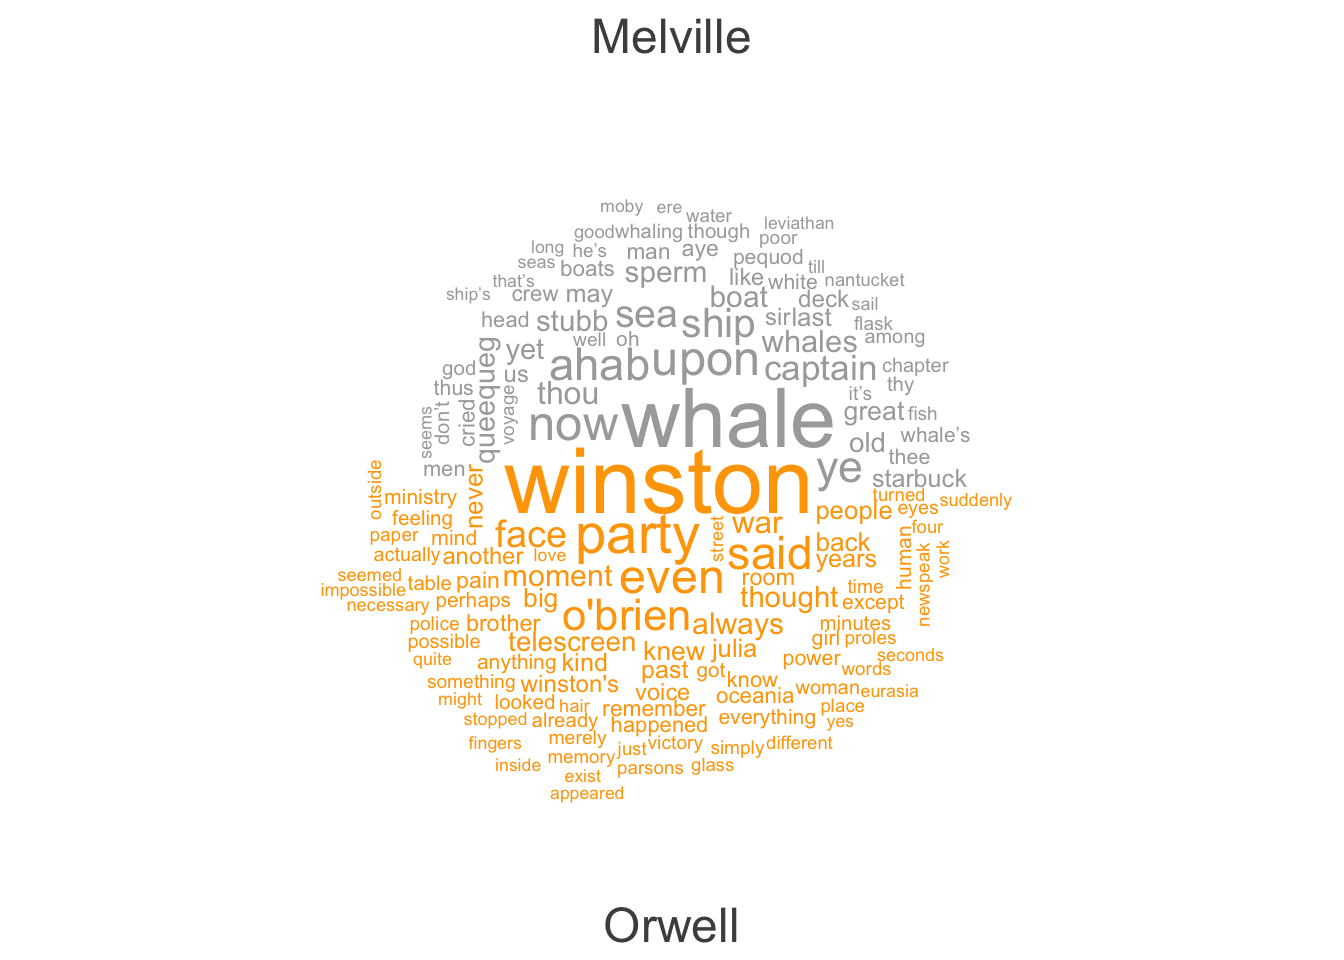 Melville
moby ere water leviathan
good whaling though poor
long he’s man aye pequod
seas boats sperm like white till nantucket
that’s
ship’s crew may boat deck sail
head stubb sea ship sir last flask
well oh whales among
god yet ahab upon captain chapter
us
thus thou it’s thy
seems don’t cried queequeg voyage now whale great fish
old whale’s
men ye thee
starbuck
winston
outside ministry never turned suddenly
feeling face party street war people eyes
paper mind said back four
actually another love years human newspeak work
seemed table pain moment even room time
impossible
necessary perhaps big thought except
police brother o'brien always minutes
possible telescreen knew julia girl proles
quite anything kind past got power seconds
something winston's know words
might looked hair voice oceania woman eurasia
remember place
stopped already happened everything yes
fingers merely just victory simply different
inside memory parsons glass
exist
appeared
Orwell